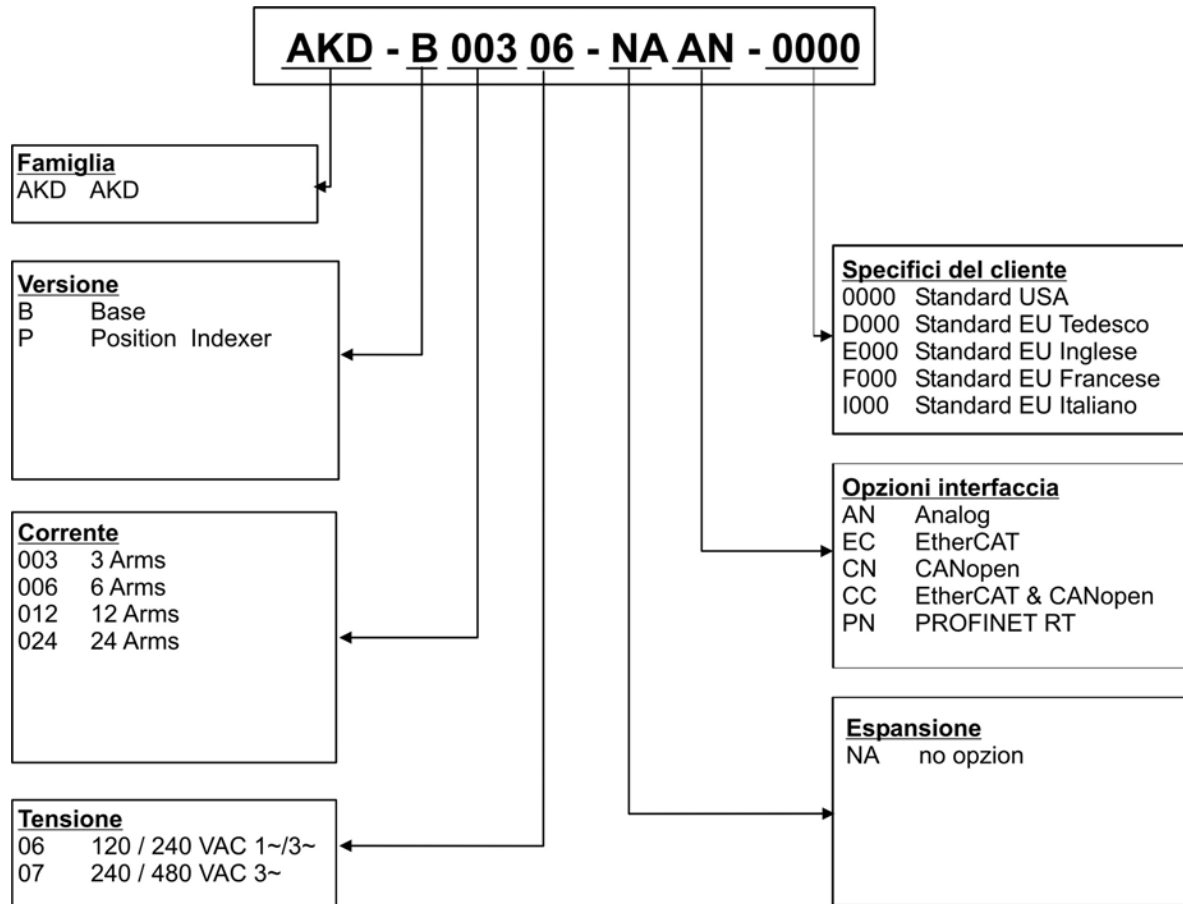 AKD - B 003 06 - NA AN - 0000
Famiglia
AKD AKD
Versione
B Base
P Position Indexer
Corrente
003 3 Arms
006 6 Arms
012 12 Arms
024 24 Arms
Tensione
06 120 / 240 VAC 1~/3~
07 240 / 480 VAC 3~
Specifici del cliente
0000 Standard USA
D000 Standard EU Tedesco
E000 Standard EU Inglese
F000 Standard EU Francese
I000 Standard EU Italiano
Opzioni interfaccia
AN Analog
EC EtherCAT
CN CANopen
CC EtherCAT & CANopen
PN PROFINET RT
Espansione
NA no opzion